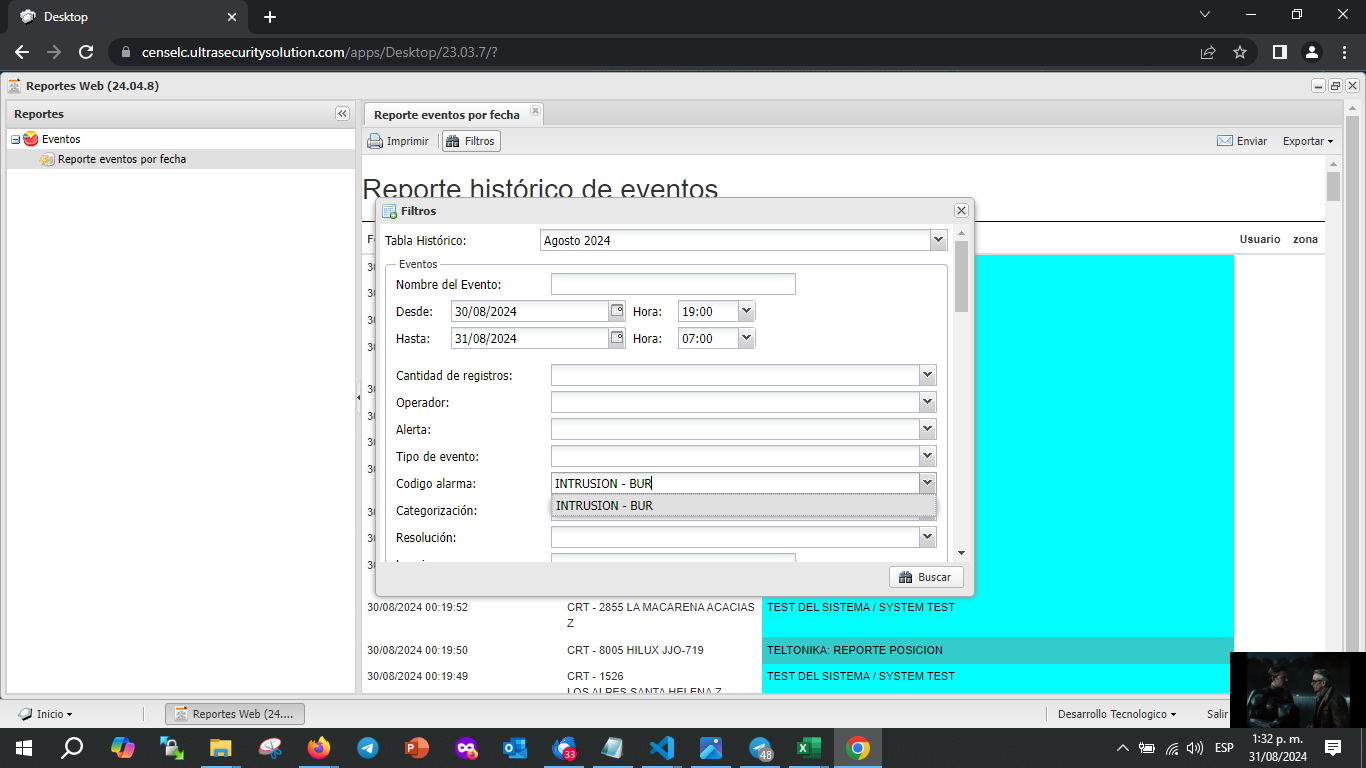 Desktop
censelc.ultrasecuritysolution.com/apps/Desktop/23.03.7/?
Reportes Web (24.04.8)
Reportes
Eventos
Reporte eventos por fecha
Reporte eventos por fecha
Imprimir
Filtros
Enviar
Exportar
Reporte histórico de eventos
Usuario zona
Filtros
Tabla Histórico: Agosto 2024
Eventos
Nombre del Evento:
Desde: 30/08/2024 Hora: 19:00
Hasta: 31/08/2024 Hora: 07:00
Cantidad de registros:
Operador:
Alerta:
Tipo de evento:
Codigo alarma: INTRUSION - BUR
INTRUSION - BUR
Categorización:
Resolución:
Buscar
30/08/2024 00:19:52 CRT - 2855 LA MACARENA ACACIAS TEST DEL SISTEMA / SYSTEM TEST
Z
30/08/2024 00:19:50 CRT - 8005 HILUX JJO-719 TELTONIKA: REPORTE POSICION
30/08/2024 00:19:49 CRT - 1526 TEST DEL SISTEMA / SYSTEM TEST
LOS ALPES SANTA HELENA Z
Inicio
Reportes Web (24....
Desarrollo Tecnologico
Salir
33
48
ESP
1:32 p. m.
31/08/2024